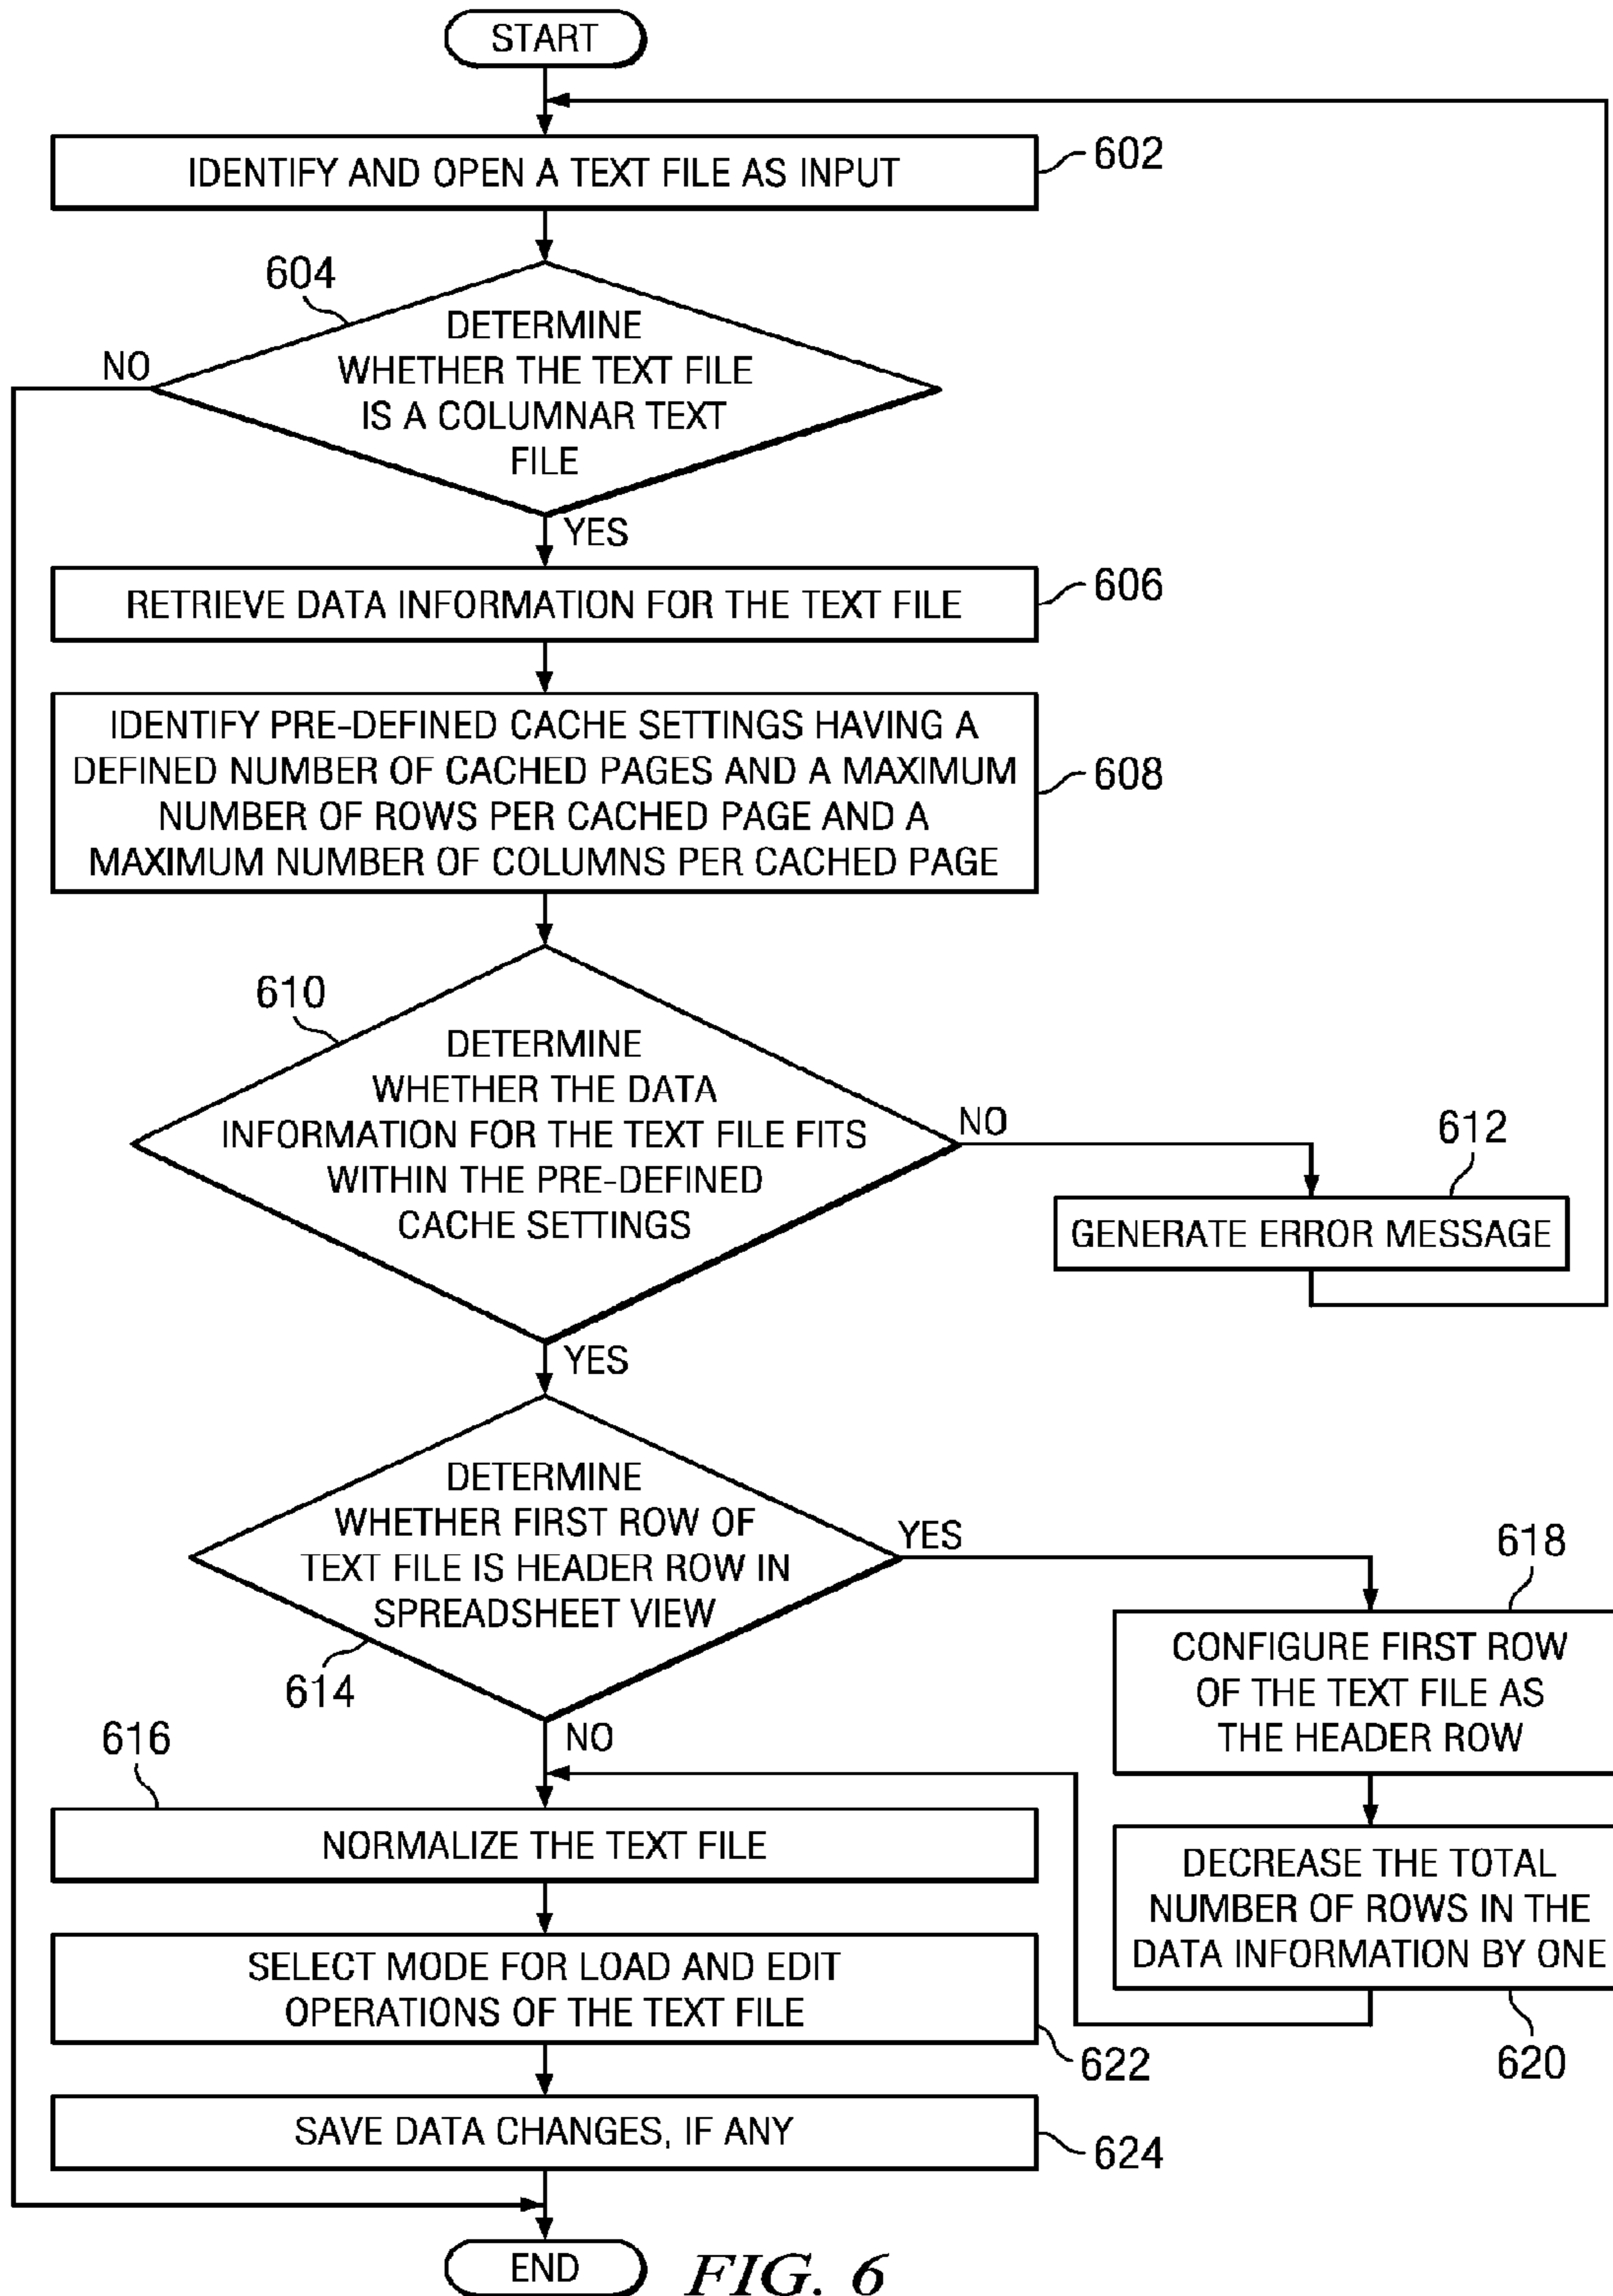 START
IDENTIFY AND OPEN A TEXT FILE AS INPUT
602
604
DETERMINE
WHETHER THE TEXT FILE
IS A COLUMNAR TEXT
FILE
NO
YES
RETRIEVE DATA INFORMATION FOR THE TEXT FILE
606
IDENTIFY PRE-DEFINED CACHE SETTINGS HAVING A
DEFINED NUMBER OF CACHED PAGES AND A MAXIMUM
NUMBER OF ROWS PER CACHED PAGE AND A
MAXIMUM NUMBER OF COLUMNS PER CACHED PAGE
608
610
DETERMINE
WHETHER THE DATA
INFORMATION FOR THE TEXT FILE FITS
WITHIN THE PRE-DEFINED
CACHE SETTINGS
NO
612
GENERATE ERROR MESSAGE
YES
DETERMINE
WHETHER FIRST ROW OF
TEXT FILE IS HEADER ROW IN
SPREADSHEET VIEW
614
YES
618
CONFIGURE FIRST ROW
OF THE TEXT FILE AS
THE HEADER ROW
NO
616
NORMALIZE THE TEXT FILE
DECREASE THE TOTAL
NUMBER OF ROWS IN THE
DATA INFORMATION BY ONE
620
SELECT MODE FOR LOAD AND EDIT
OPERATIONS OF THE TEXT FILE
622
SAVE DATA CHANGES, IF ANY
624
END
FIG. 6